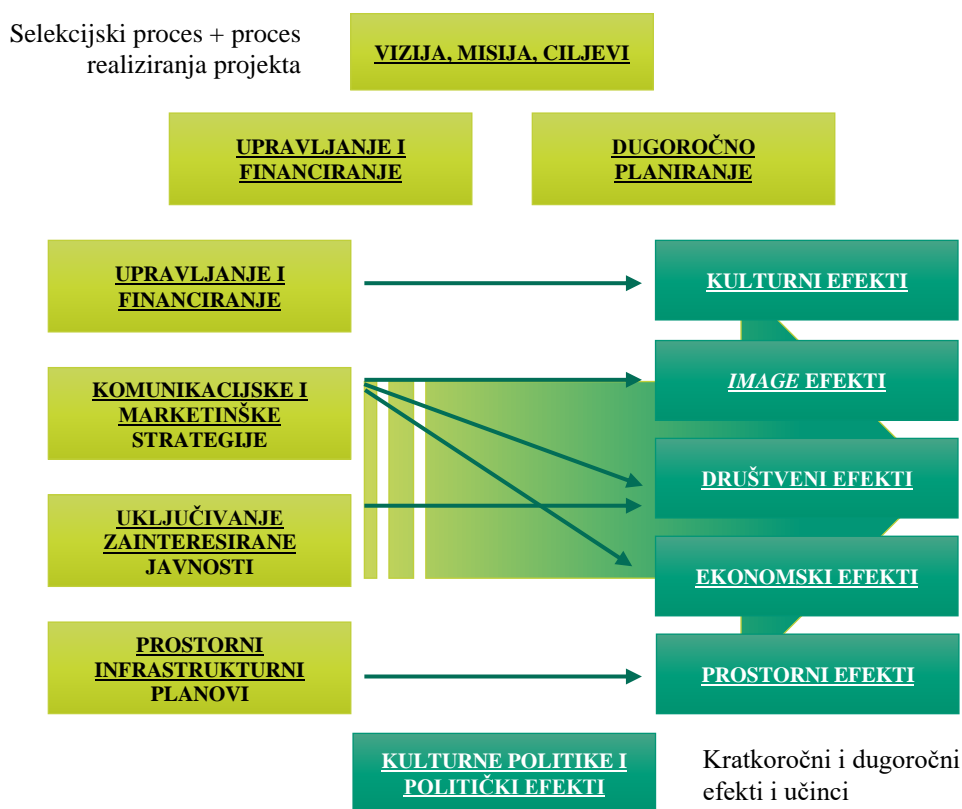 Selekcijski proces + proces
realiziranja projekta
VIZIJA, MISIJA, CILJEVI
UPRAVLJANJE I
FINANCIRANJE
DUGOROČNO
PLANIRANJE
UPRAVLJANJE I
FINANCIRANJE
KULTURNI EFEKTI
KOMUNIKACIJSKE I
MARKETINŠKE
STRATEGIJE
IMAGE EFEKTI
DRUŠTVENI EFEKTI
UKLJUČIVANJE
ZAINTERESIRANE
JAVNOSTI
EKONOMSKI EFEKTI
PROSTORNI
INFRASTRUKTURNI
PLANOVI
PROSTORNI EFEKTI
KULTURNE POLITIKE I
POLITIČKI EFEKTI
Kratkoročni i dugoročni
efekti i učinci